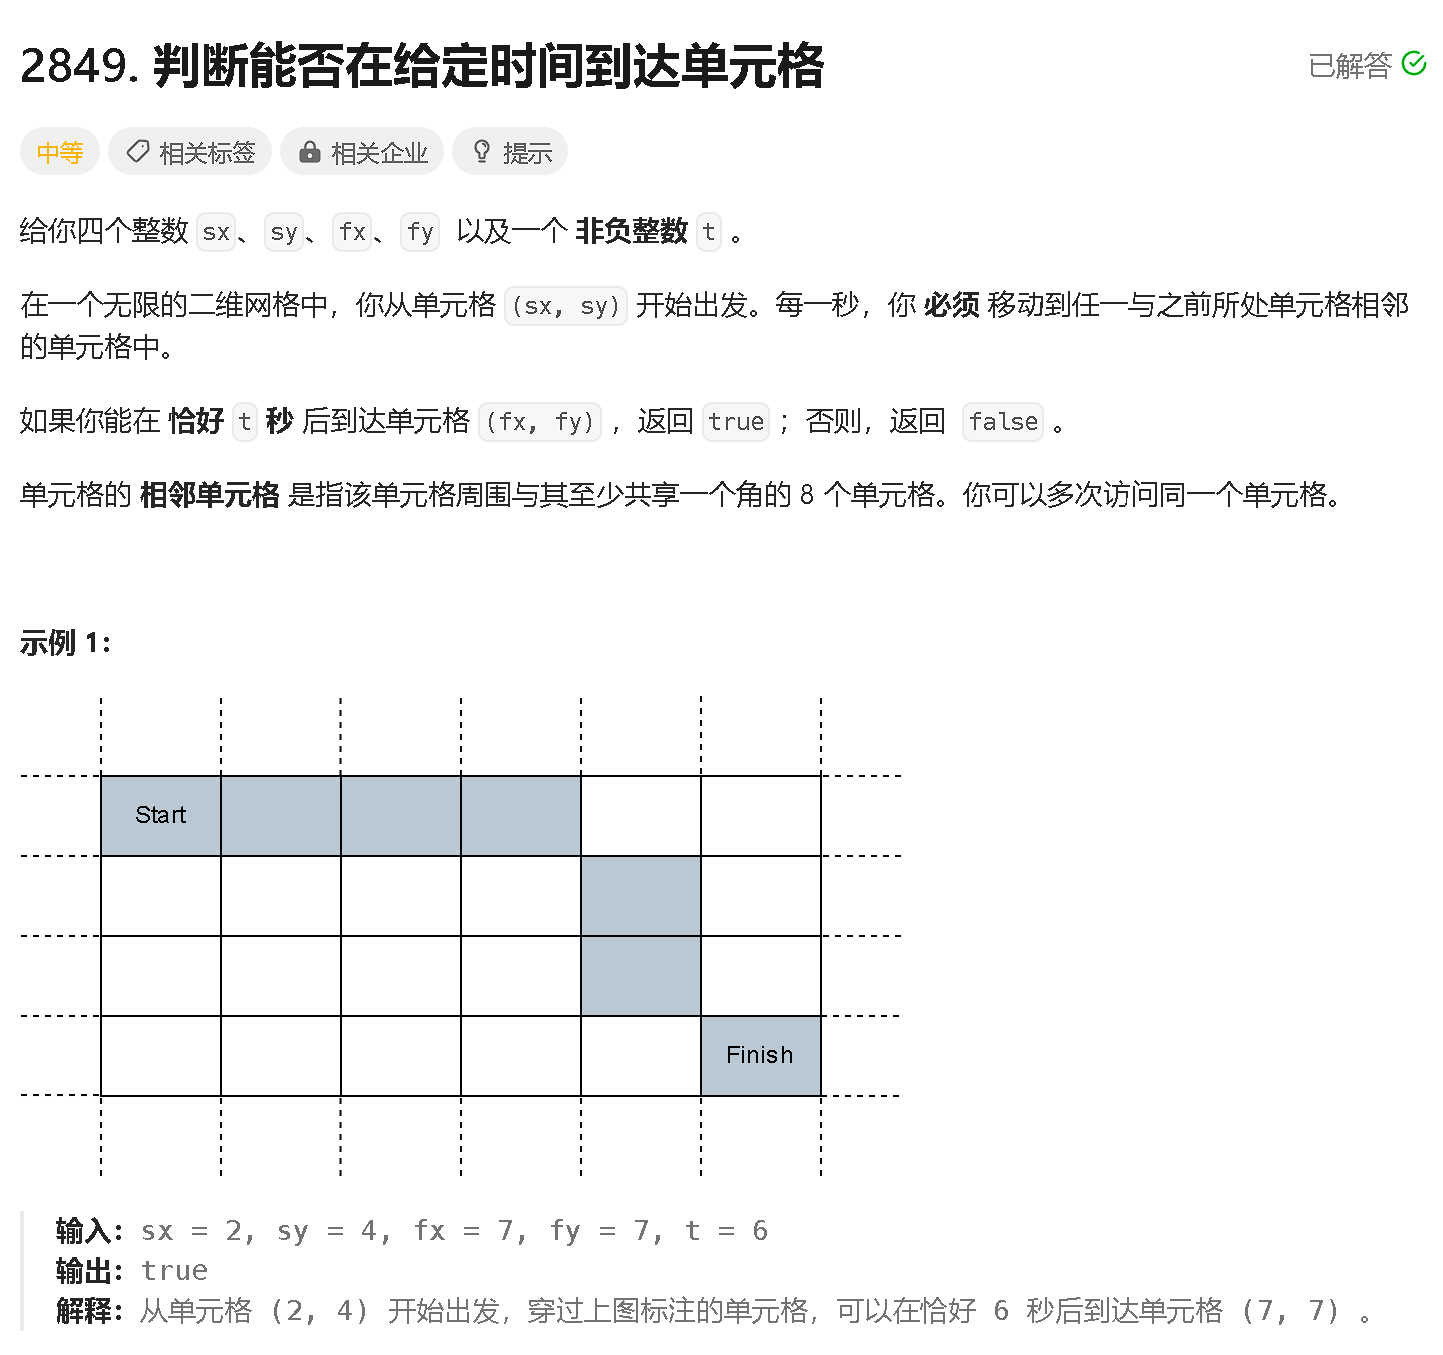 2849. 判断能否在给定时间到达单元格
已解答
中等 相关标签 相关企业 提示
给你四个整数 sx、sy、fx、fy 以及一个 非负整数 t 。
在一个无限的二维网格中，你从单元格 (sx, sy) 开始出发。每一秒，你 必须 移动到任一与之前所处单元格相邻
的单元格中。
如果你能在 恰好 t 秒 后到达单元格 (fx, fy) ，返回 true ；否则，返回 false 。
单元格的 相邻单元格 是指该单元格周围与其至少共享一个角的 8 个单元格。你可以多次访问同一个单元格。
示例 1：
Start
Finish
输入：sx = 2, sy = 4, fx = 7, fy = 7, t = 6
输出：true
解释：从单元格 (2, 4) 开始出发，穿过上图标注的单元格，可以在恰好 6 秒后到达单元格 (7, 7) 。